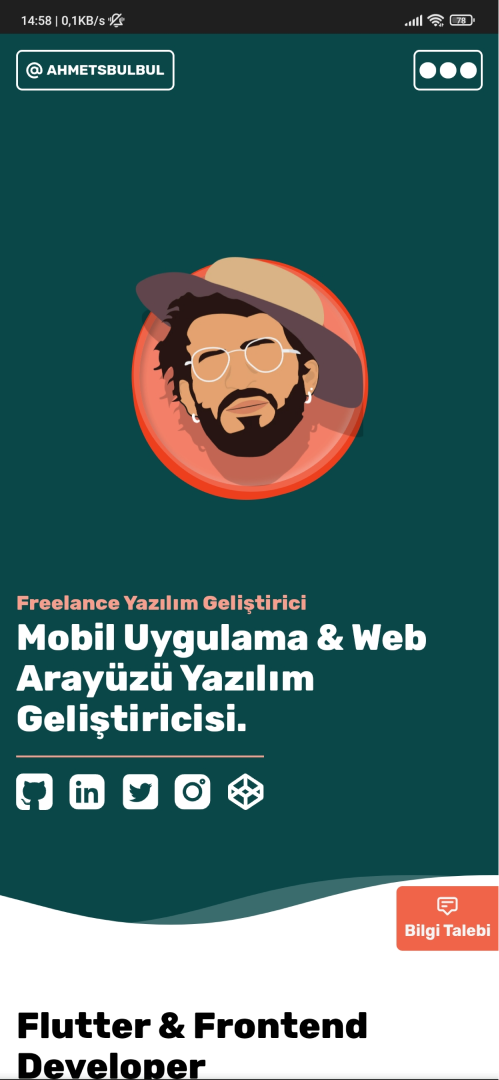 14:58 | 0,1KB/s
78
@ AHMETSBULBUL
Freelance Yazılım Geliştirici
Mobil Uygulama & Web
Arayüzü Yazılım
Geliştiricisi.
in
Bilgi Talebi
Flutter & Frontend
Developer